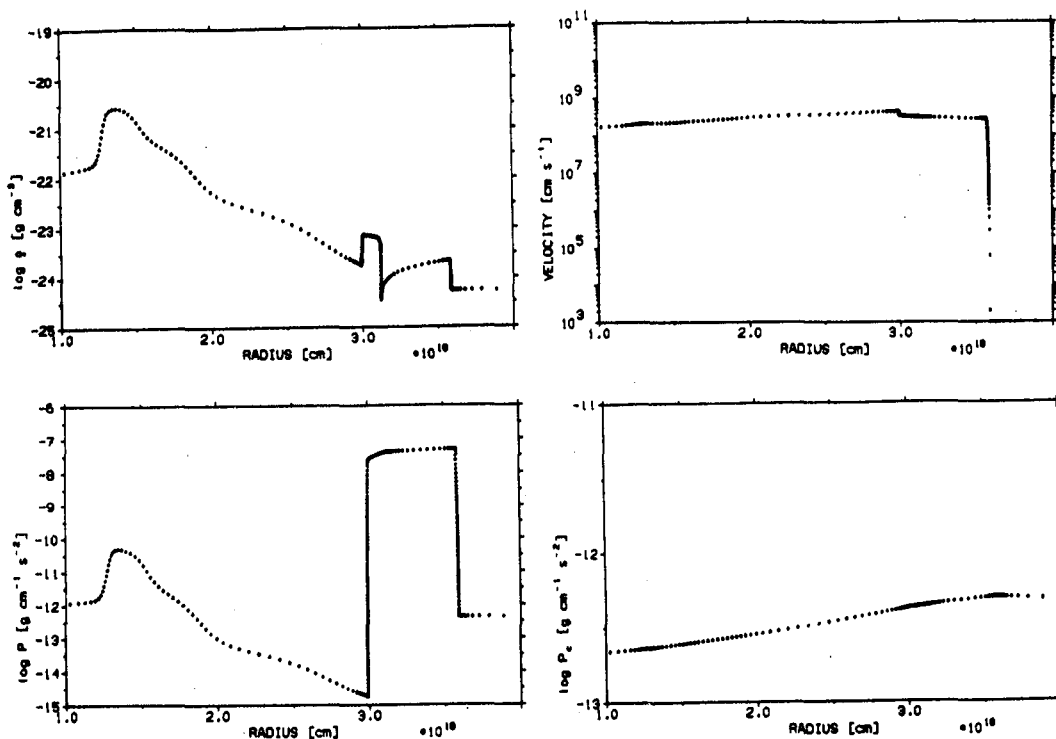 -19
-20
-21
-22
-23
-24
-25
log ρ [g cm⁻³]
1.0 2.0 3.0
RADIUS [cm] *10¹⁸
10¹¹
10⁹
10⁷
10⁵
10³
VELOCITY [cm s⁻¹]
1.0 2.0 3.0
RADIUS [cm] *10¹⁸
-6
-7
-8
-9
-10
-11
-12
-13
-14
-15
log P [g cm⁻¹ s⁻²]
1.0 2.0 3.0
RADIUS [cm] *10¹⁸
-11
-12
-13
log P_c [g cm⁻¹ s⁻²]
1.0 2.0 3.0
RADIUS [cm] *10¹⁸